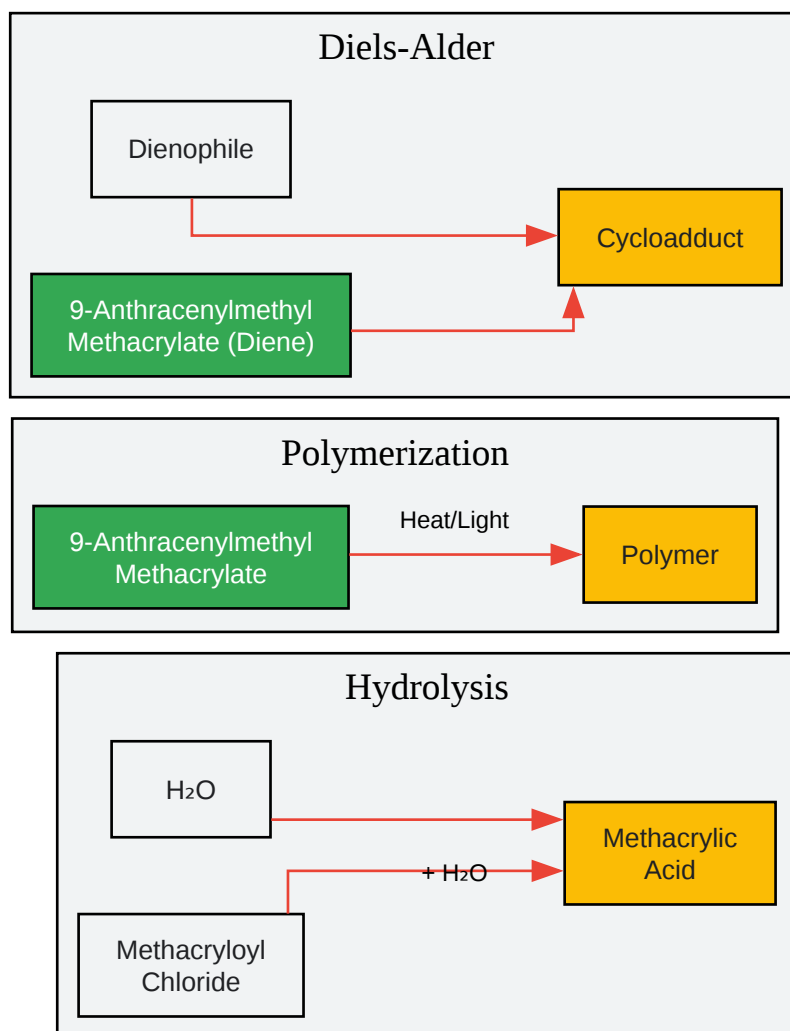 Diels-Alder
Dienophile
Cycloadduct
9-Anthracenylmethyl
Methacrylate (Diene)
Polymerization
9-Anthracenylmethyl
Methacrylate
Heat/Light
Polymer
Hydrolysis
H₂O
Methacrylic
Acid
+ H₂O
Methacryloyl
Chloride